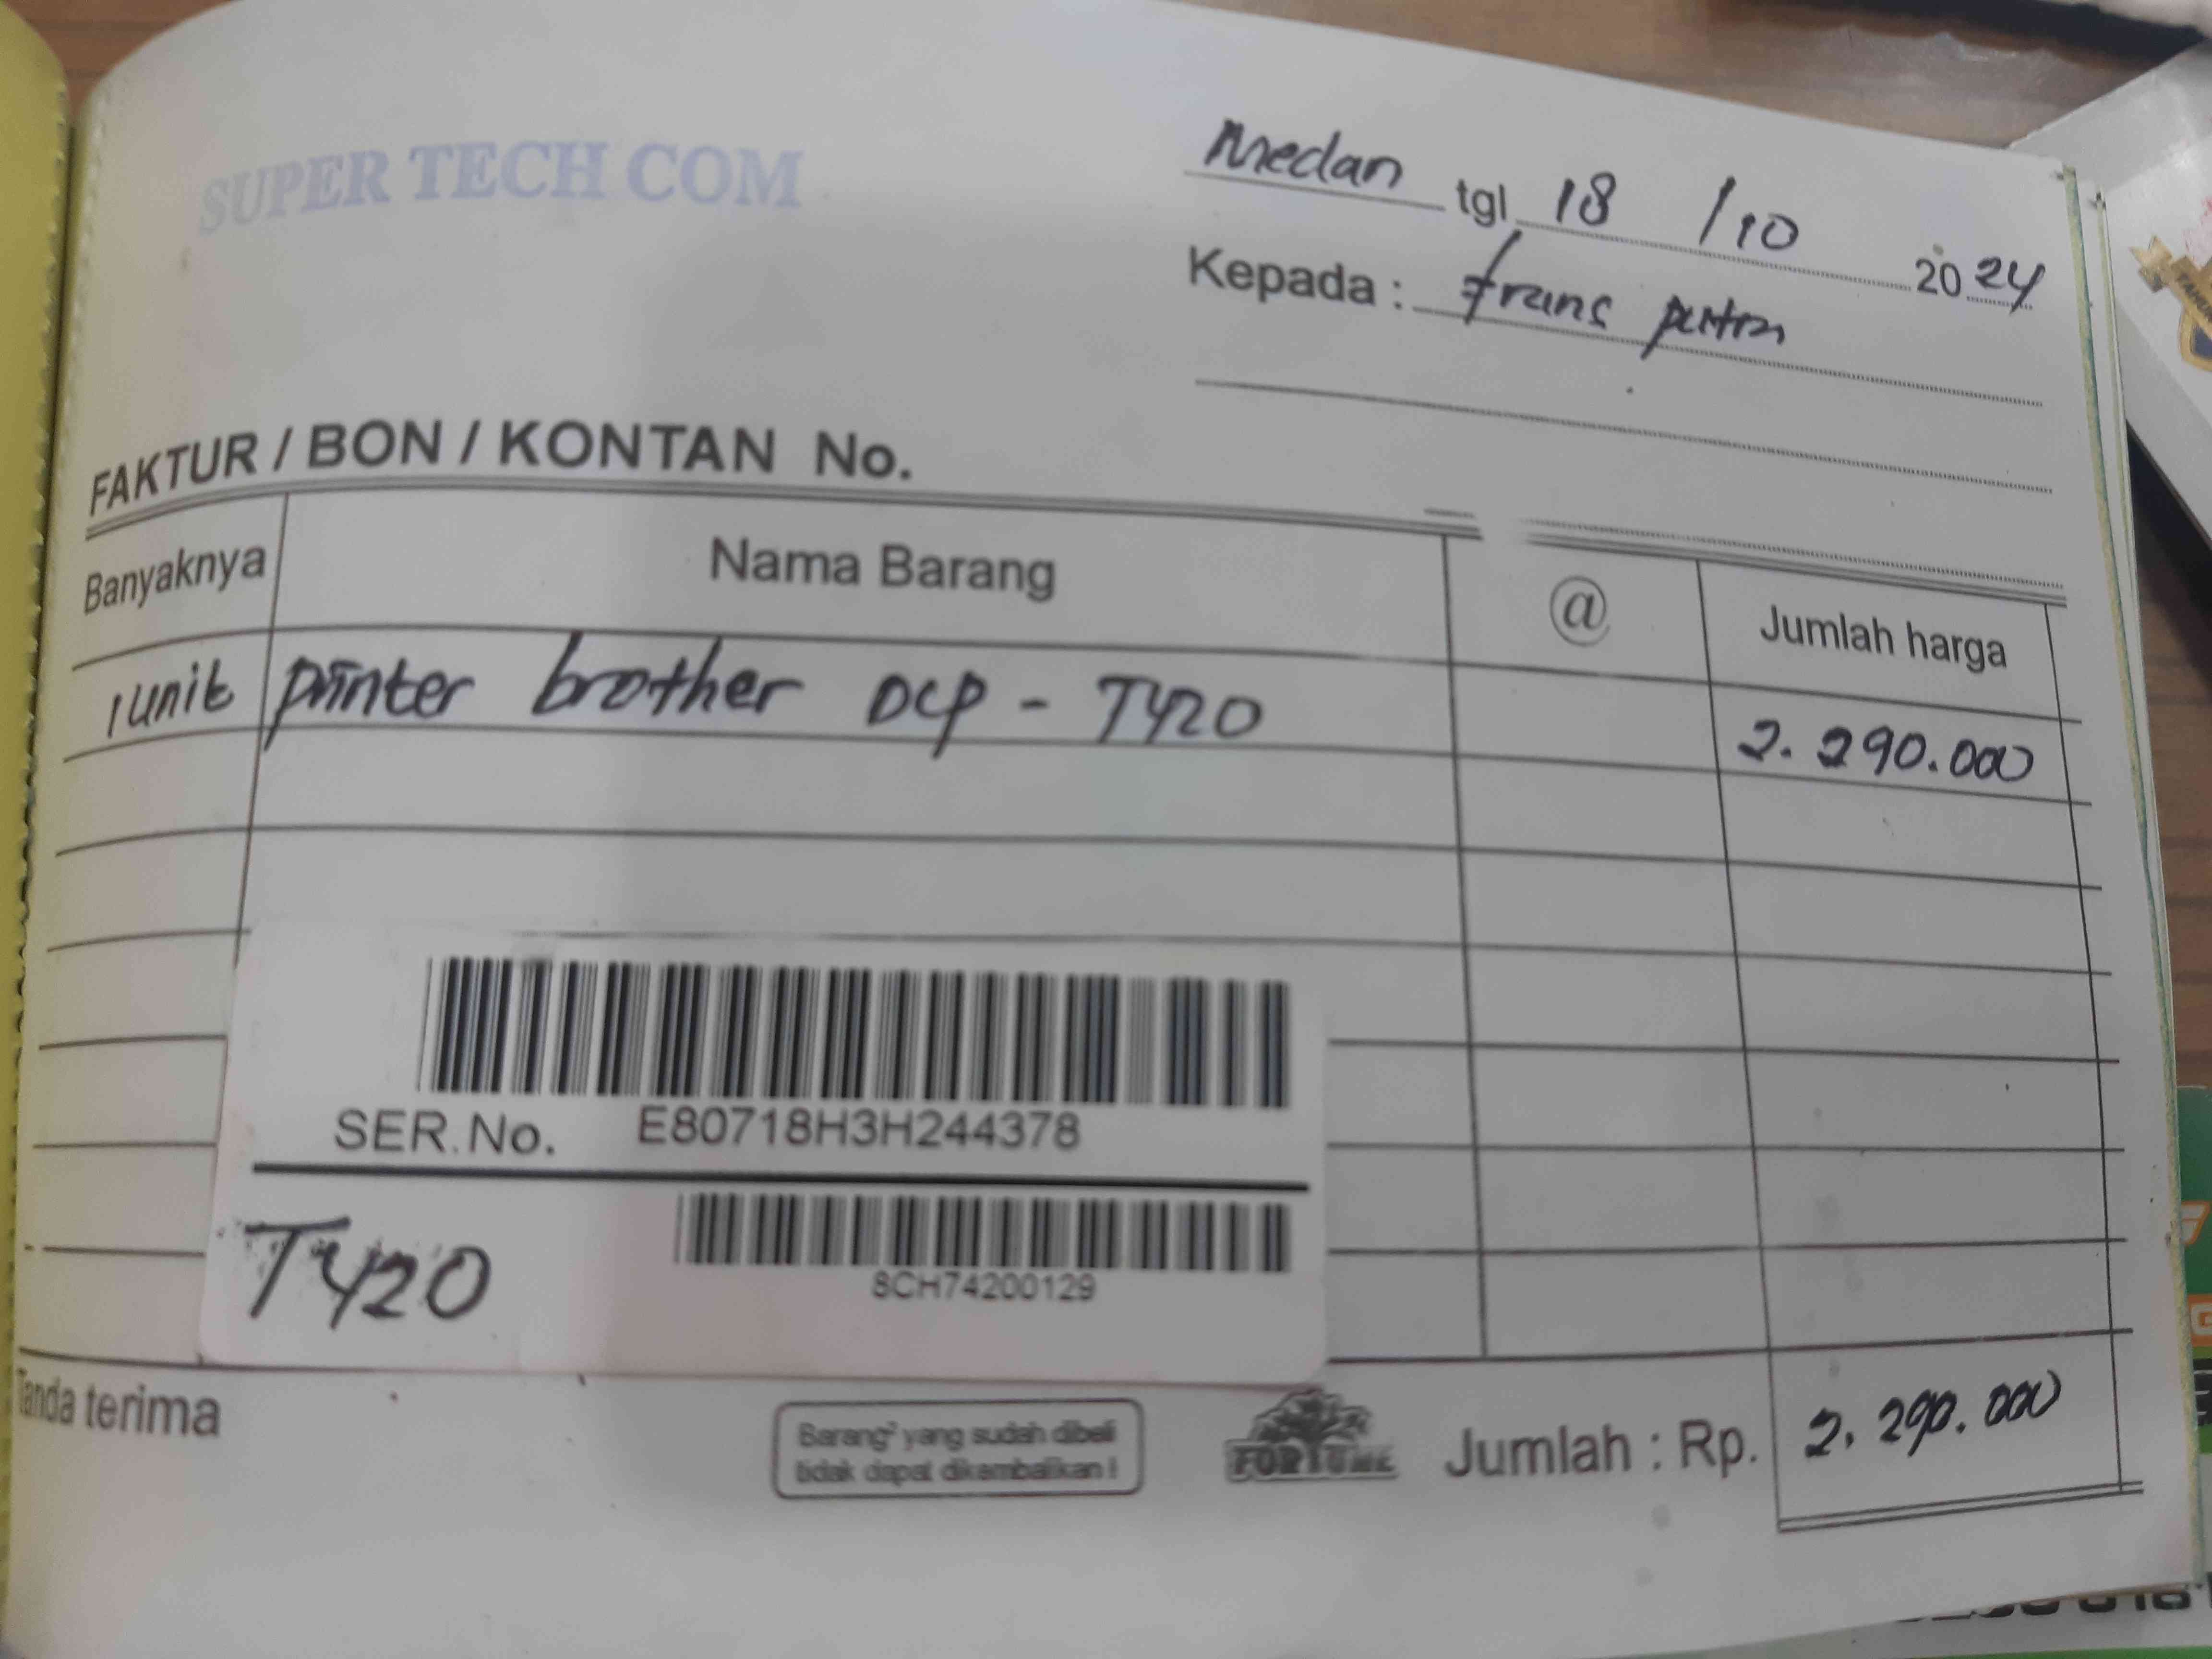 SUPER TECH COM
Medan tgl 18 /10 2024
Kepada : frans putra
FAKTUR / BON / KONTAN No.
Banyaknya Nama Barang @ Jumlah harga
1 unit printer brother DCP - T420 2.290.000
SER.No. E80718H3H244378
T420 8CH74200129
Tanda terima
Barang² yang sudah dibeli
tidak dapat dikembalikan !
FORTUNE
Jumlah : Rp. 2.290.000